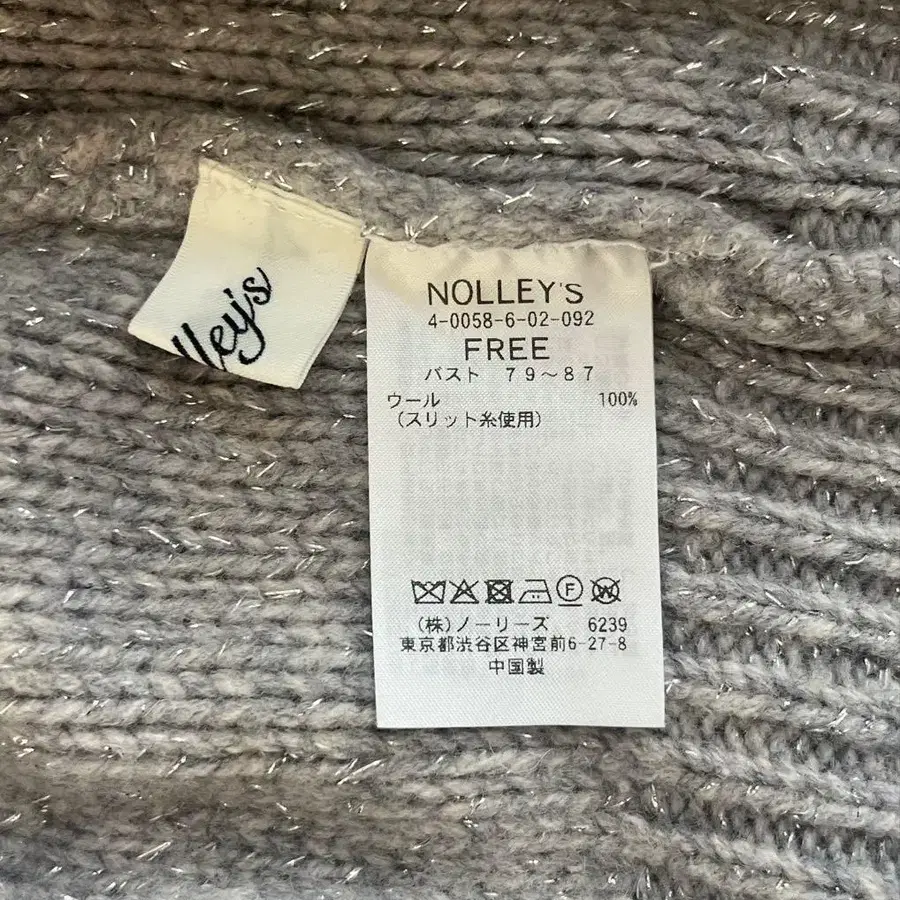 lley's
NOLLEY'S
4-0058-6-02-092
FREE
バスト 79～87
ウール 100%
(スリット糸使用)
F W
(株)ノーリーズ 6239
東京都渋谷区神宮前6-27-8
中国製